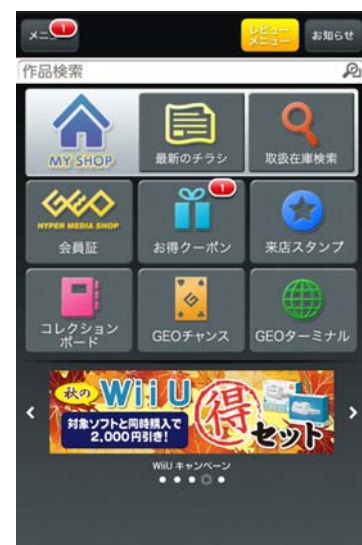 1
レビュー
メニュー
お知らせ
作品検索
MY SHOP
最新のチラシ
取扱在庫検索
GEO
HYPER MEDIA SHOP
会員証
1
お得クーポン
来店スタンプ
コレクション
ボード
GEOチャンス
GEOターミナル
秋の Wii U 得 セット
対象ソフトと同時購入で
2,000円引き!
WiiU キャンペーン